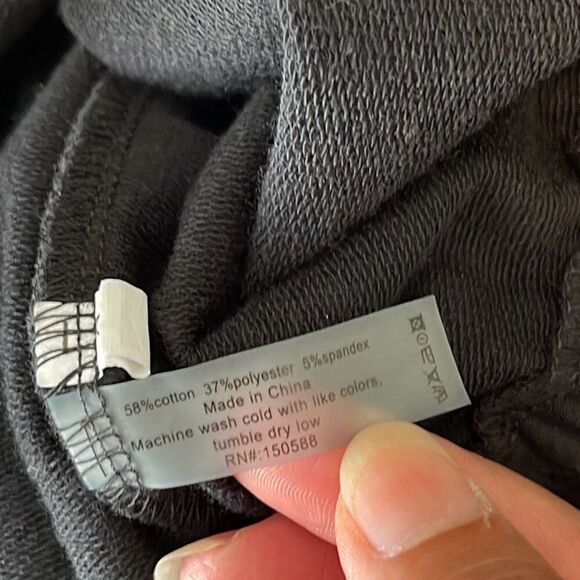 58%cotton 37%polyester 5%spandex
Made in China
Machine wash cold with like colors,
tumble dry low
RN#:150588